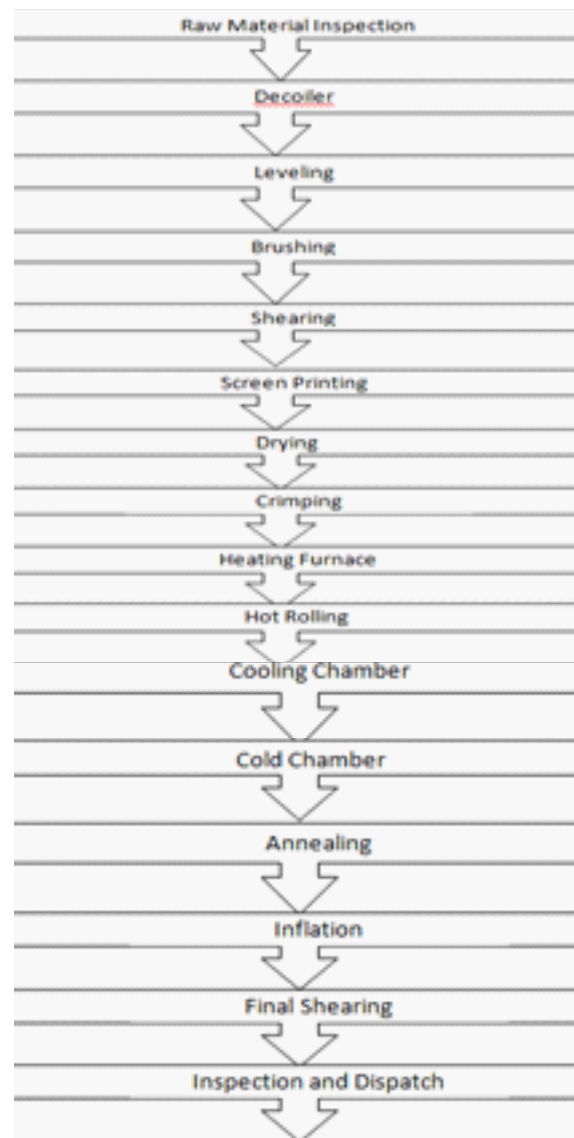 Raw Material Inspection
Decoiler
Leveling
Brushing
Shearing
Screen Printing
Drying
Crimping
Heating Furnace
Hot Rolling
Cooling Chamber
Cold Chamber
Annealing
Inflation
Final Shearing
Inspection and Dispatch